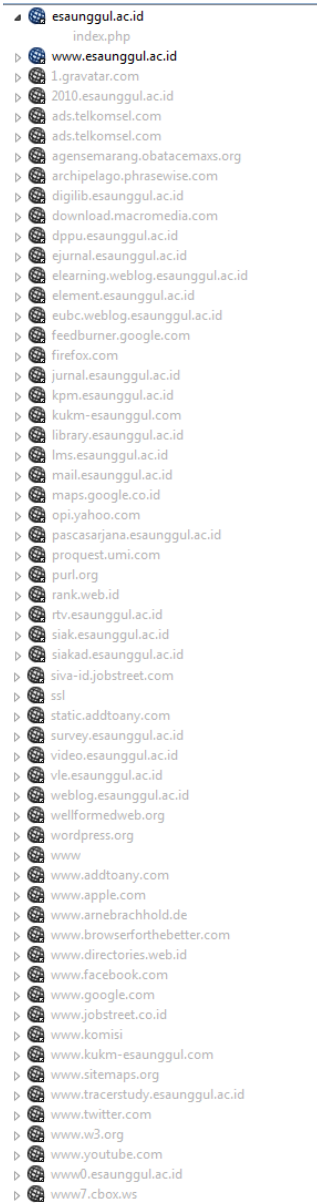 esaunggul.ac.id
index.php
www.esaunggul.ac.id
1.gravatar.com
2010.esaunggul.ac.id
ads.telkomsel.com
ads.telkomsel.com
agensemarang.obatacemaxs.org
archipelago.phrasewise.com
digilib.esaunggul.ac.id
download.macromedia.com
dppu.esaunggul.ac.id
ejurnal.esaunggul.ac.id
elearning.weblog.esaunggul.ac.id
element.esaunggul.ac.id
eubc.weblog.esaunggul.ac.id
feedburner.google.com
firefox.com
jurnal.esaunggul.ac.id
kpm.esaunggul.ac.id
kukm-esaunggul.com
library.esaunggul.ac.id
lms.esaunggul.ac.id
mail.esaunggul.ac.id
maps.google.co.id
opi.yahoo.com
pascasarjana.esaunggul.ac.id
proquest.umi.com
purl.org
rank.web.id
rtv.esaunggul.ac.id
siak.esaunggul.ac.id
siakad.esaunggul.ac.id
siva-id.jobstreet.com
ssl
static.addtoany.com
survey.esaunggul.ac.id
video.esaunggul.ac.id
vle.esaunggul.ac.id
weblog.esaunggul.ac.id
wellformedweb.org
wordpress.org
www
www.addtoany.com
www.apple.com
www.arnebrachhold.de
www.browserforthebetter.com
www.directories.web.id
www.facebook.com
www.google.com
www.jobstreet.co.id
www.komisi
www.kukm-esaunggul.com
www.sitemaps.org
www.tracerstudy.esaunggul.ac.id
www.twitter.com
www.w3.org
www.youtube.com
www0.esaunggul.ac.id
www7.cbox.ws